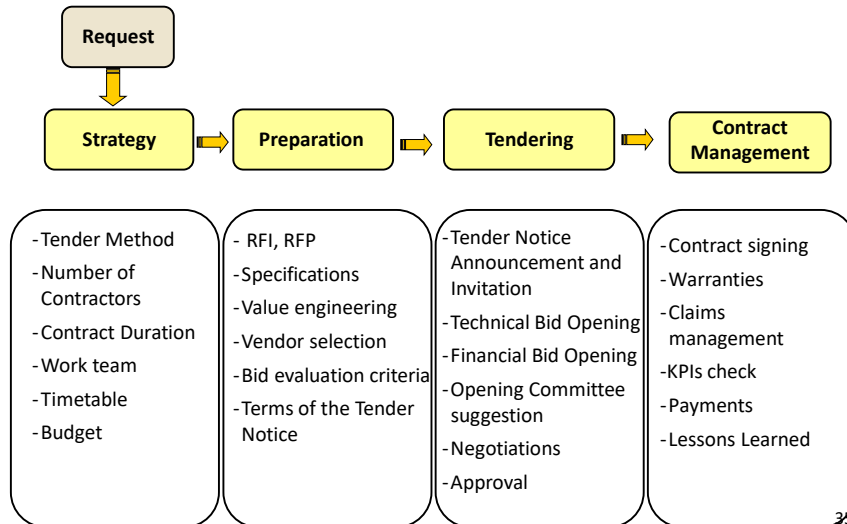 Request
Strategy
Preparation
Tendering
Contract
Management
-Tender Method
-Number of
Contractors
-Contract Duration
-Work team
-Timetable
-Budget
- RFI, RFP
-Specifications
-Value engineering
-Vendor selection
-Bid evaluation criteria
-Terms of the Tender
Notice
-Tender Notice
Announcement and
Invitation
-Technical Bid Opening
-Financial Bid Opening
-Opening Committee
suggestion
-Negotiations
-Approval
-Contract signing
-Warranties
-Claims
management
-KPIs check
-Payments
-Lessons Learned
35